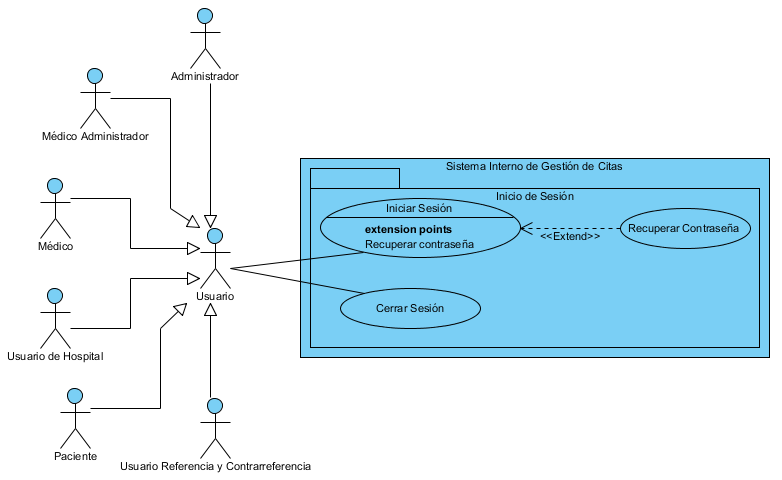 Administrador
Médico Administrador
Sistema Interno de Gestión de Citas
Inicio de Sesión
Iniciar Sesión
extension points
Recuperar contraseña
Recuperar Contraseña
<<Extend>>
Médico
Usuario
Cerrar Sesión
Usuario de Hospital
Paciente
Usuario Referencia y Contrarreferencia